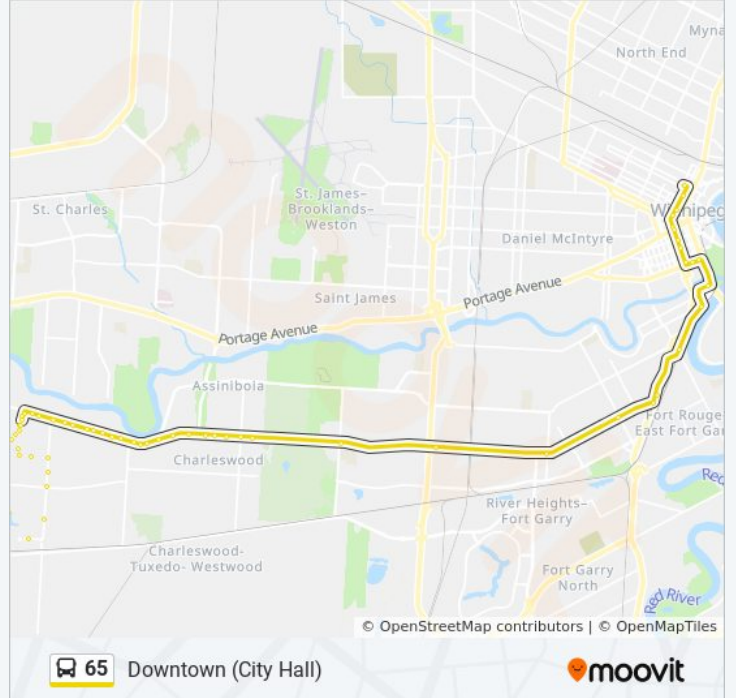 Myna
North End
St. James–
Brooklands–
Weston
St. Charles
Winnipeg
Daniel McIntyre
Saint James
Portage Avenue
Portage Avenue
Assiniboia
Fort Rouge
East Fort Gar
Charleswood
Red
River Heights–
Fort Garry
Charleswood-
Tuxedo- Westwood
Fort Garry
North
Red River
© OpenStreetMap contributors | © OpenMapTiles
65 Downtown (City Hall)
moovit